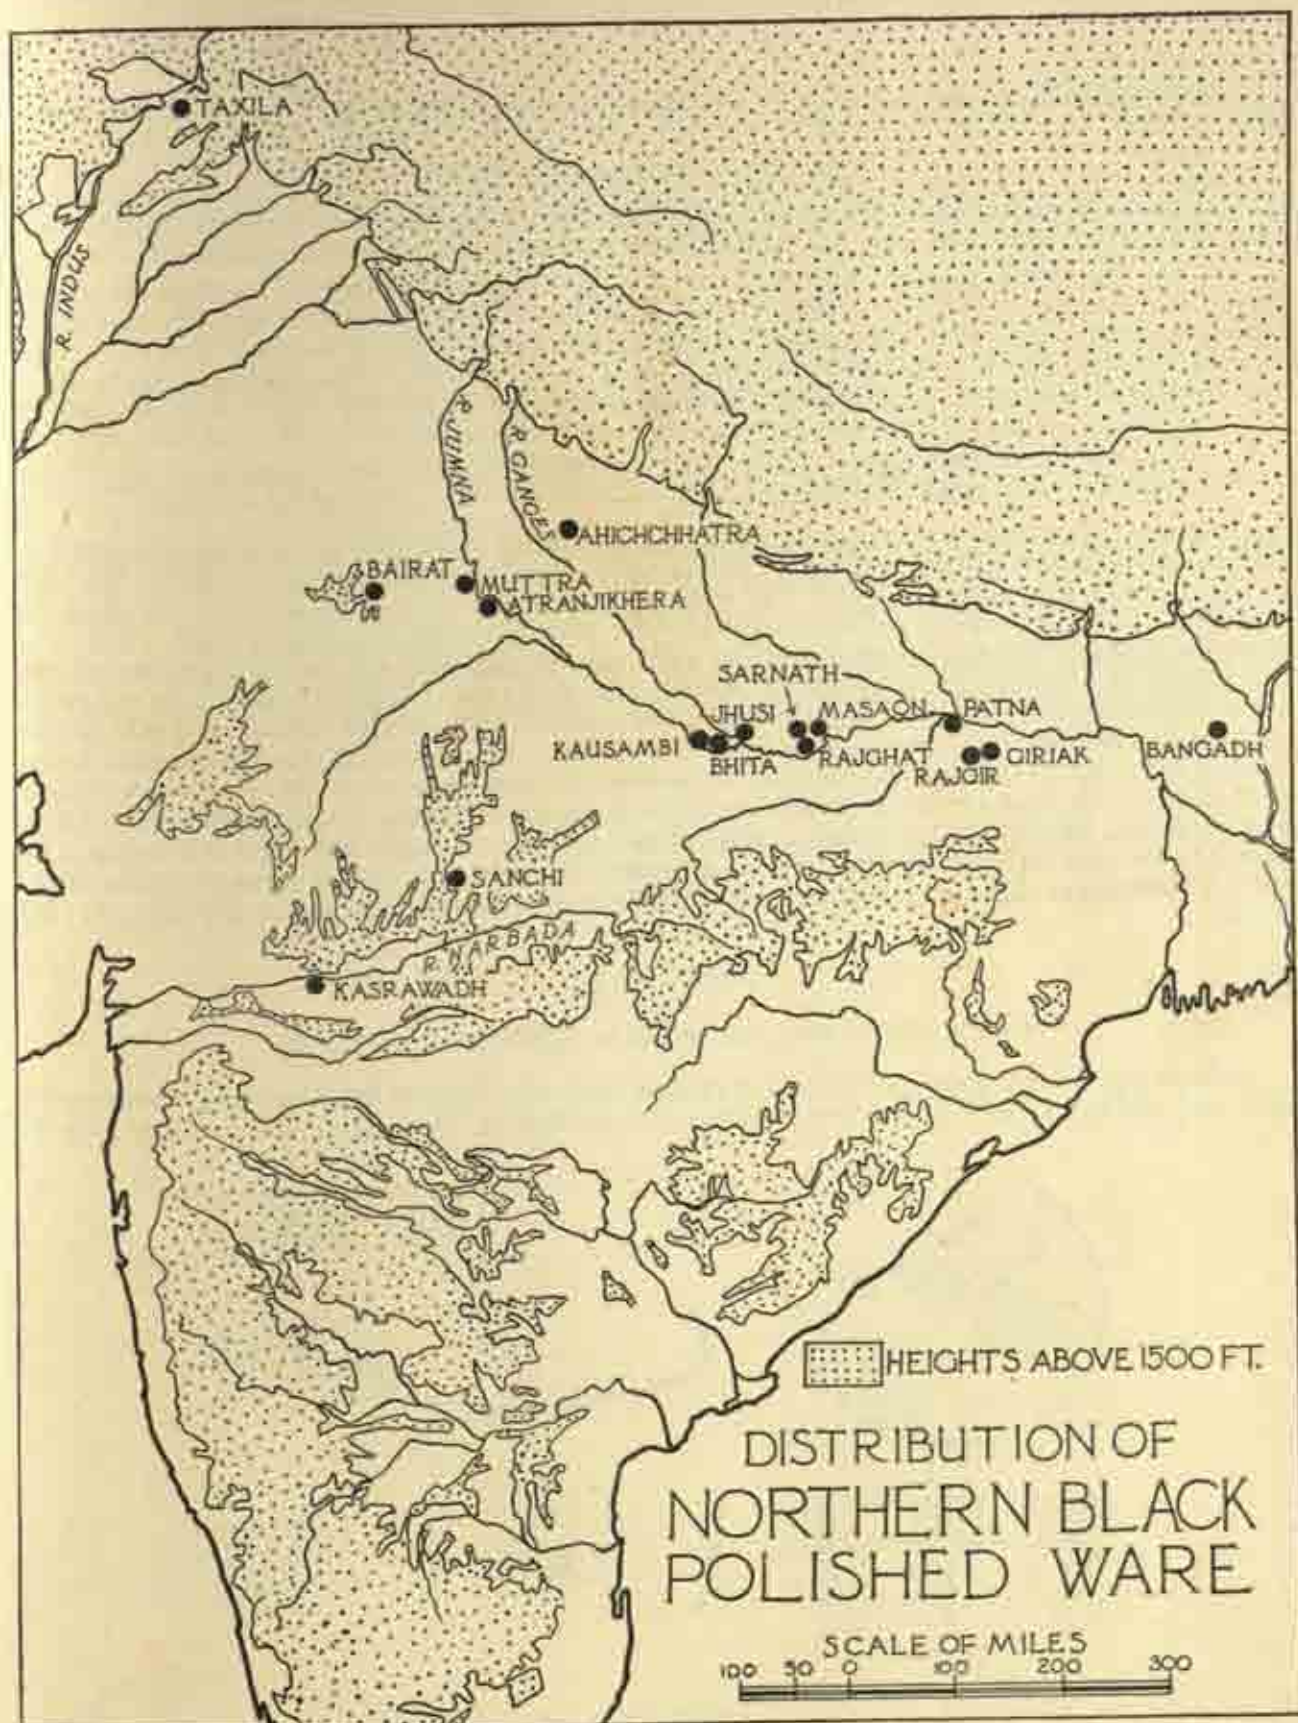 TAXILA
R. INDUS
R. JUMNA
R. GANGES
AHICHCHHATRA
BAIRAT
MUTTRA
ATRANJIKHERA
SARNATH
JHUSI
MASAON
PATNA
KAUSAMBI
BHITA
RAJGHAT
RAJGIR
GIRIAK
BANGADH
SANCHI
R. NARBADA
KASRAWADH
HEIGHTS ABOVE 1500 FT.
DISTRIBUTION OF
NORTHERN BLACK
POLISHED WARE
SCALE OF MILES
100 50 0 100 200 300